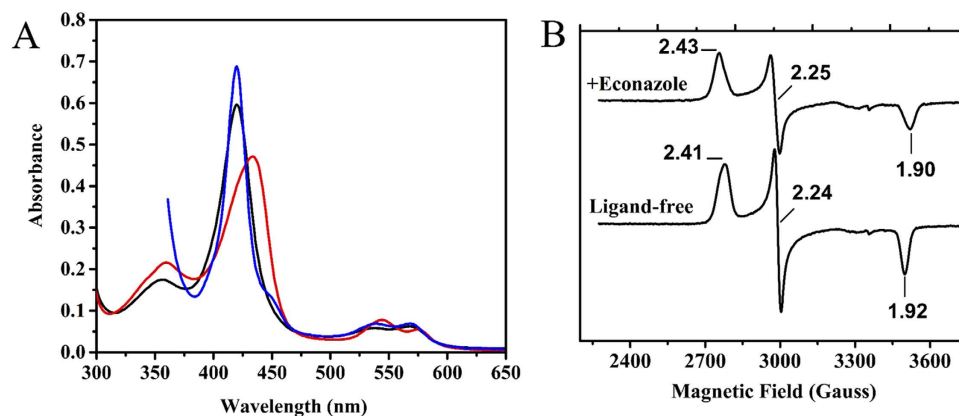 A
Absorbance
0.8
0.7
0.6
0.5
0.4
0.3
0.2
0.1
0.0
300 350 400 450 500 550 600 650
Wavelength (nm)
B
2.43
+Econazole
2.25
1.90
2.41
Ligand-free
2.24
1.92
2400 2700 3000 3300 3600
Magnetic Field (Gauss)